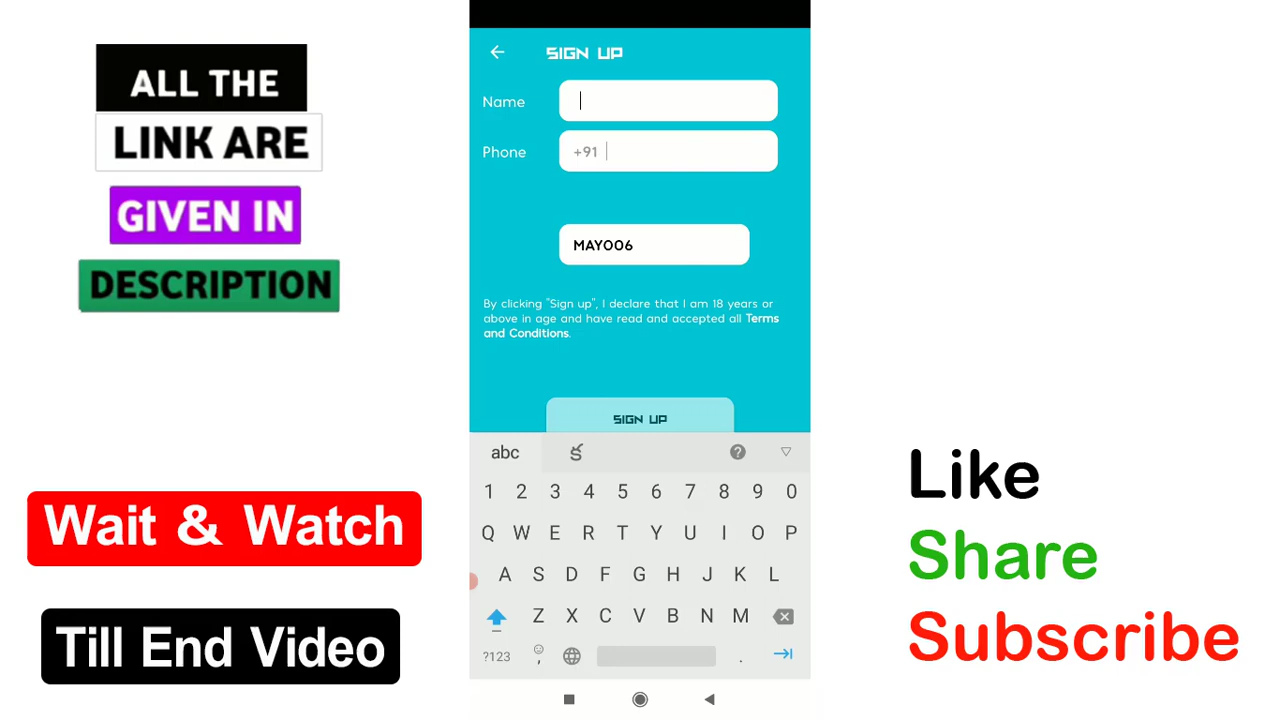 ALL THE
LINK ARE
GIVEN IN
DESCRIPTION
Wait & Watch
Till End Video
SIGN UP
Name
Phone +91
MAY006
By clicking "Sign up", I declare that I am 18 years or
above in age and have read and accepted all Terms
and Conditions.
SIGN UP
abc
1 2 3 4 5 6 7 8 9 0
Q W E R T Y U I O P
A S D F G H J K L
Z X C V B N M
?123 , .
Like
Share
Subscribe